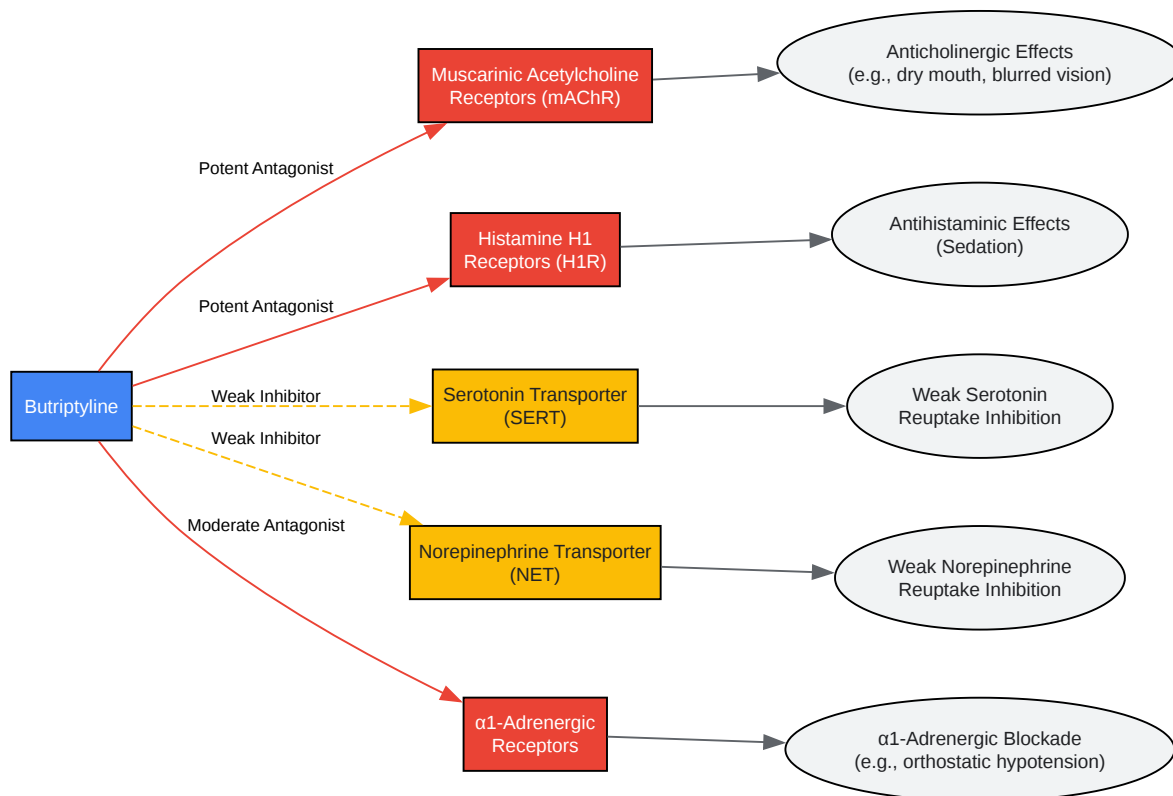 Anticholinergic Effects
(e.g., dry mouth, blurred vision)
Muscarinic Acetylcholine
Receptors (mAChR)
Potent Antagonist
Histamine H1
Receptors (H1R)
Antihistaminic Effects
(Sedation)
Potent Antagonist
Butriptyline
Weak Inhibitor
Serotonin Transporter
(SERT)
Weak Serotonin
Reuptake Inhibition
Weak Inhibitor
Moderate Antagonist
Norepinephrine Transporter
(NET)
Weak Norepinephrine
Reuptake Inhibition
α1-Adrenergic
Receptors
α1-Adrenergic Blockade
(e.g., orthostatic hypotension)